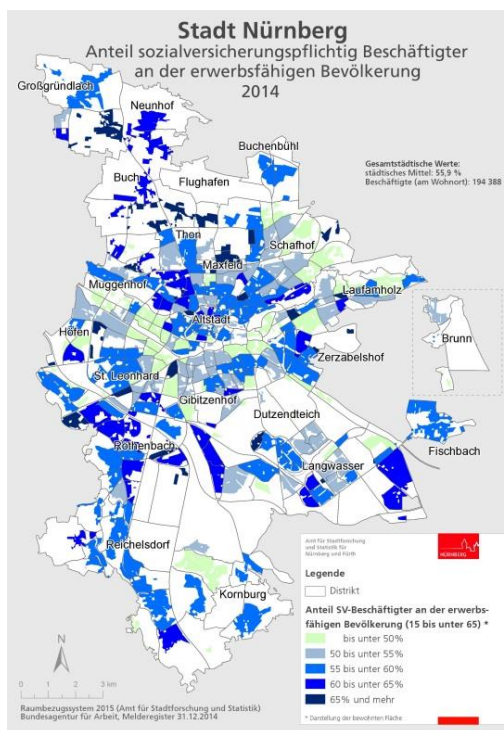 Stadt Nürnberg
Anteil sozialversicherungspflichtig Beschäftigter
an der erwerbsfähigen Bevölkerung
2014
Großgründlach
Neunhof
Buchenbühl
Gesamtstädtische Werte:
städtisches Mittel: 55,9 %
Beschäftigte (am Wohnort): 194 388
Buch
Flughafen
Thon
Schafhof
Maxfeld
Muggenhof
Laufamholz
Altstadt
Höfen
Brunn
Zerzabelshof
St. Leonhard
Gibitzenhof
Dutzendteich
Fischbach
Röthenbach
Langwasser
Reichelsdorf
Kornburg
Amt für Stadtforschung
und Statistik für
Nürnberg und Fürth
NÜRNBERG
Legende
Distrikt
Anteil SV-Beschäftigter an der erwerbs-
fähigen Bevölkerung (15 bis unter 65) *
bis unter 50%
50 bis unter 55%
55 bis unter 60%
60 bis unter 65%
65% und mehr
* Darstellung der bewohnten Fläche
N
0 1 2 3 km
Raumbezugssystem 2015 (Amt für Stadtforschung und Statistik)
Bundesagentur für Arbeit, Melderegister 31.12.2014